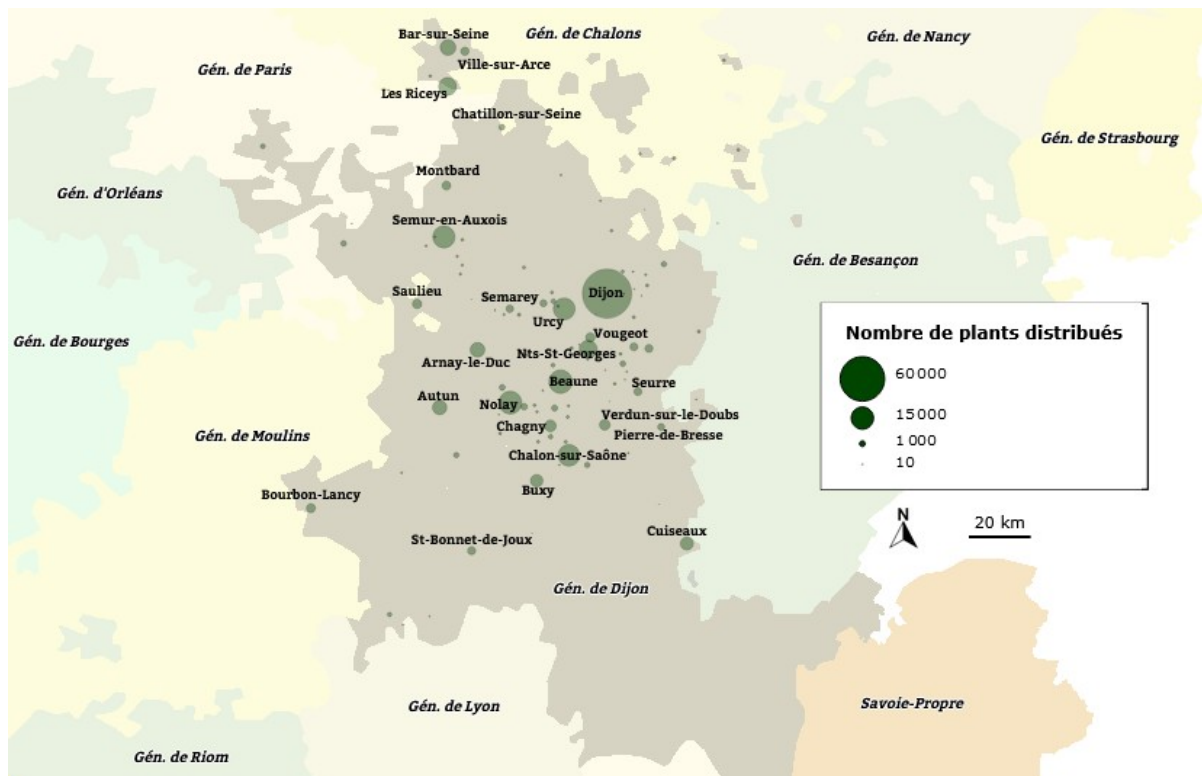 Bar-sur-Seine
Gén. de Chalons
Gén. de Nancy
Ville-sur-Arce
Gén. de Paris
Les Riceys
Chatillon-sur-Seine
Gén. de Strasbourg
Montbard
Gén. d'Orléans
Semur-en-Auxois
Gén. de Besançon
Saulieu
Semarey
Dijon
Urcy
Vougeot
Gén. de Bourges
Nts-St-Georges
Arnay-le-Duc
Beaune
Seurre
Autun
Nolay
Verdun-sur-le-Doubs
Chagny
Pierre-de-Bresse
Gén. de Moulins
Chalon-sur-Saône
Buxy
Bourbon-Lancy
Cuiseaux
St-Bonnet-de-Joux
Gén. de Dijon
Gén. de Lyon
Savoie-Propre
Gén. de Riom
Nombre de plants distribués
60 000
15 000
1 000
10
N
20 km